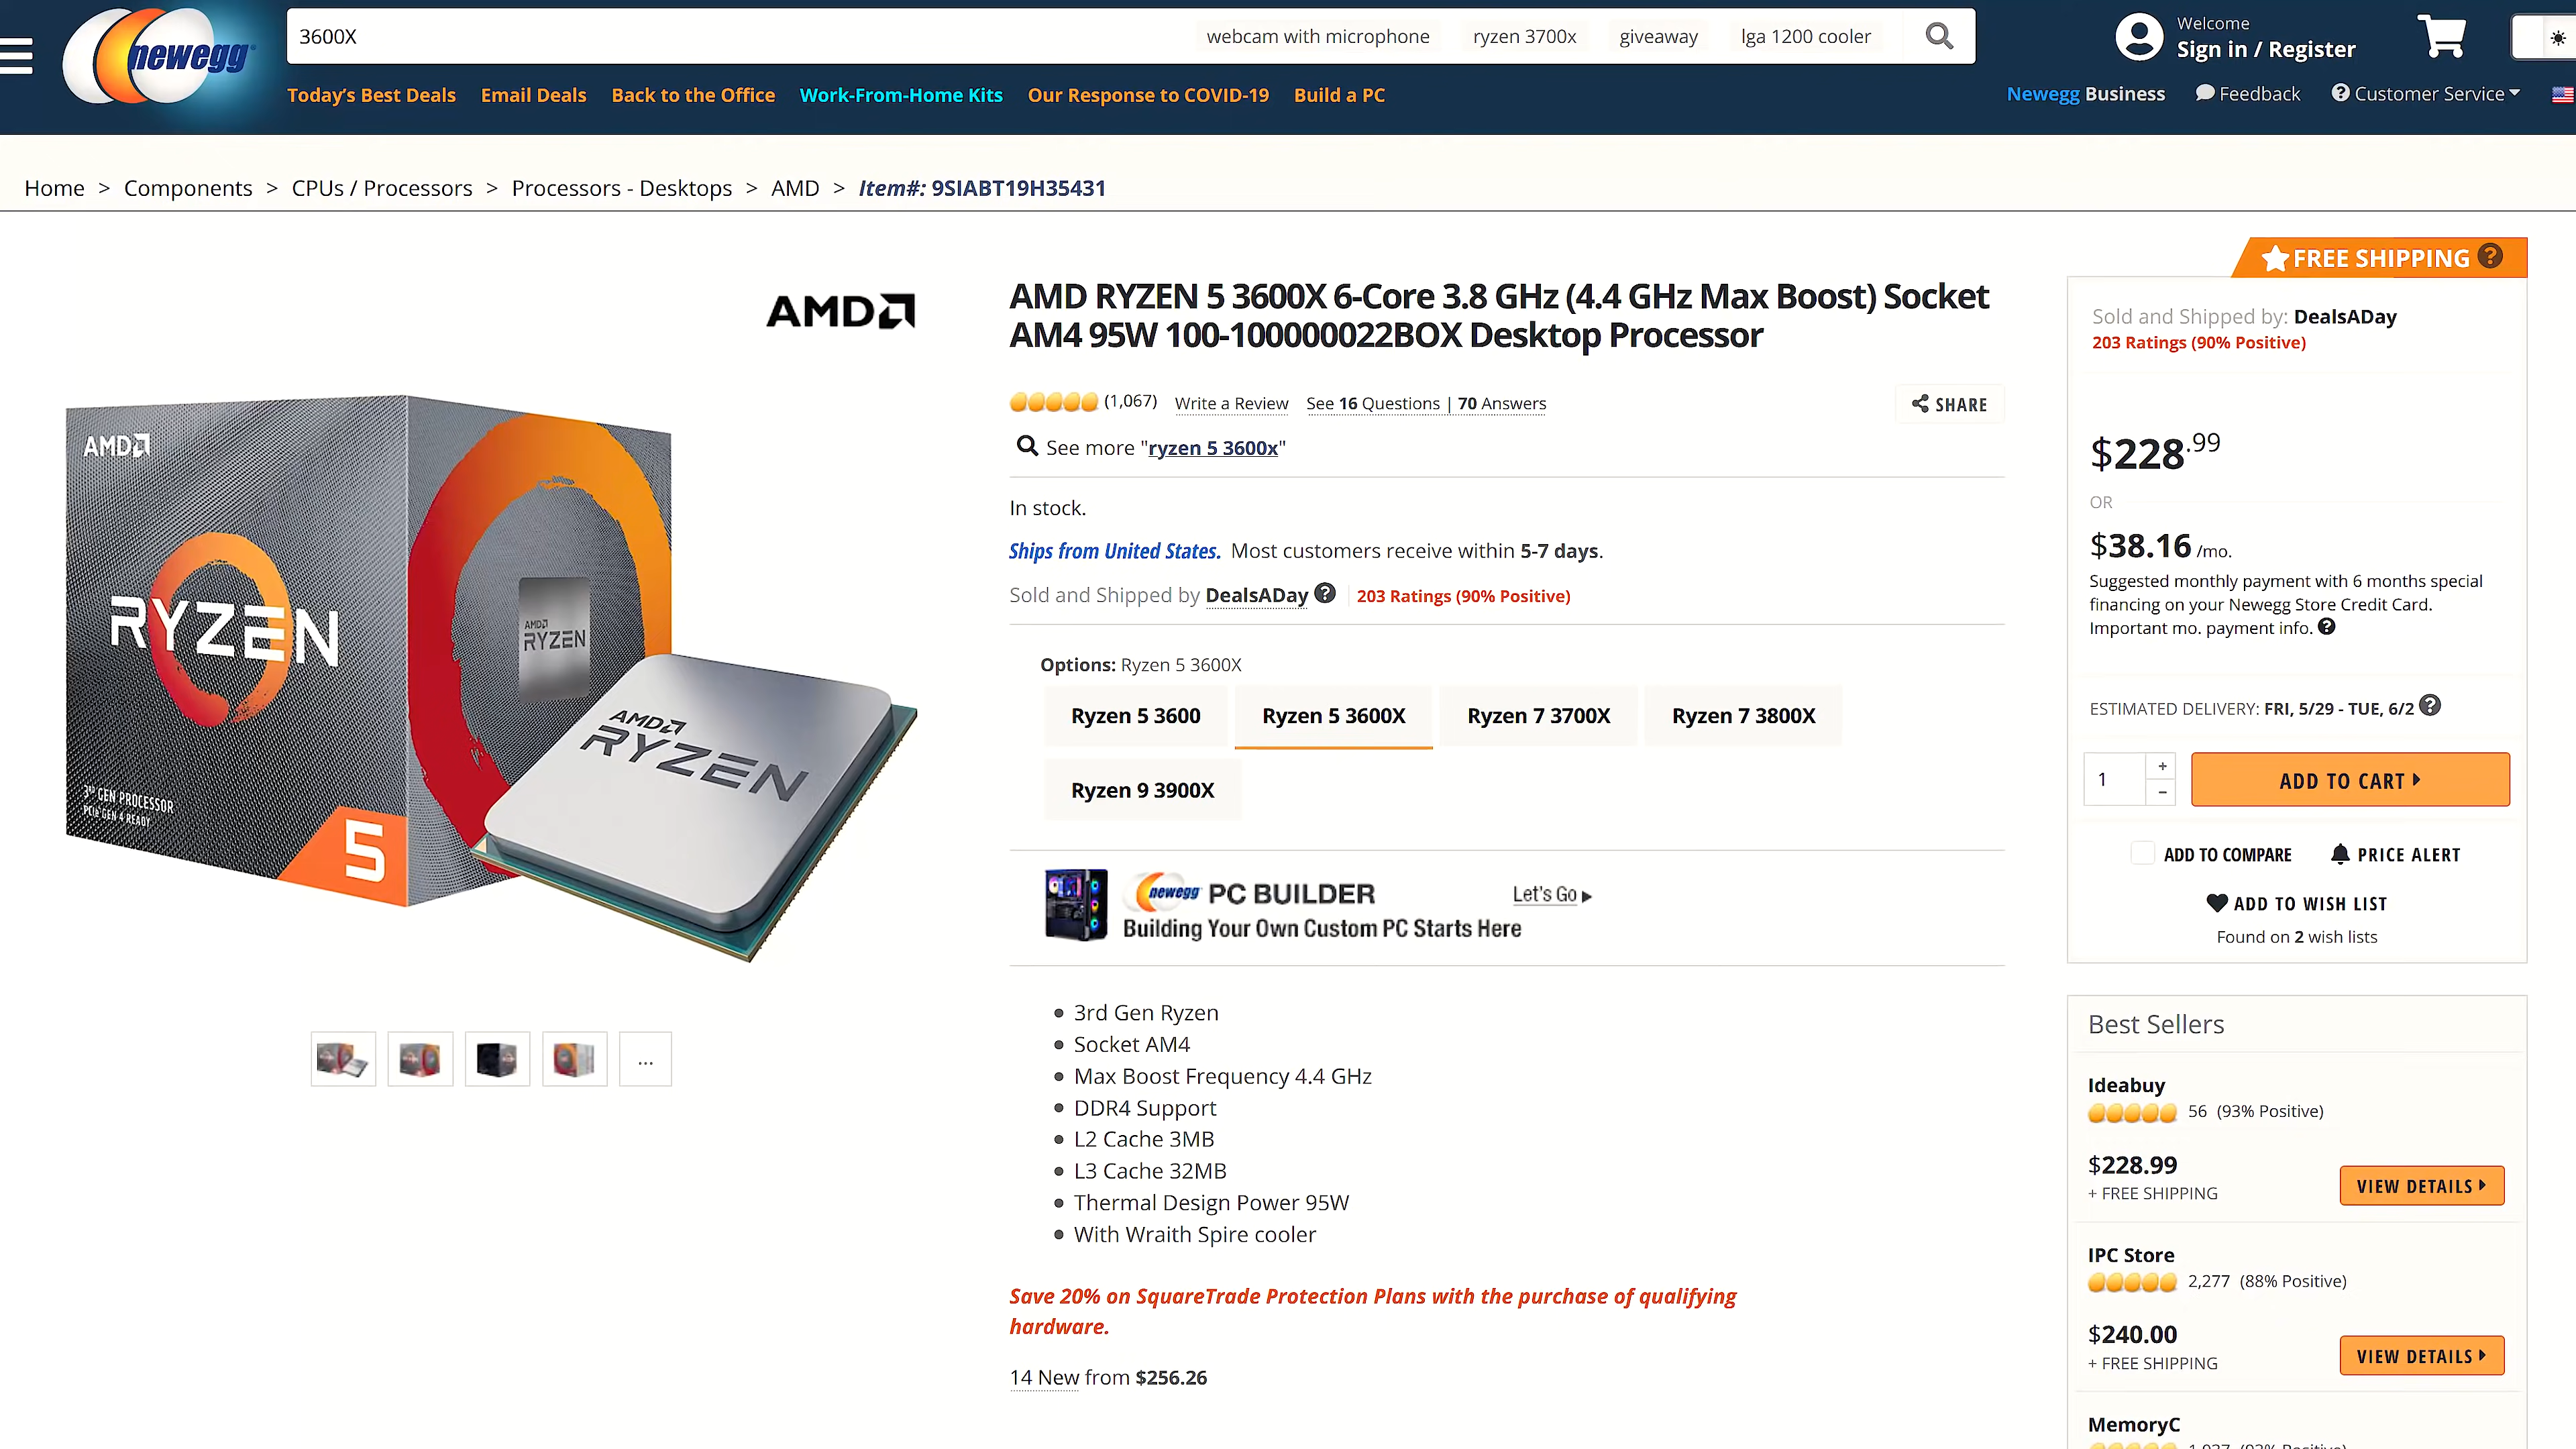 newegg
3600X
webcam with microphone
ryzen 3700x
giveaway
lga 1200 cooler
Welcome
Sign in / Register
Today's Best Deals
Email Deals
Back to the Office
Work-From-Home Kits
Our Response to COVID-19
Build a PC
Newegg Business
Feedback
Customer Service
Home > Components > CPUs / Processors > Processors - Desktops > AMD > Item#: 9SIABT19H35431
AMD
AMD
RYZEN
3rd GEN PROCESSOR
PCIe GEN 4 READY
5
AMD
RYZEN
AMD
RYZEN
...
AMD RYZEN 5 3600X 6-Core 3.8 GHz (4.4 GHz Max Boost) Socket
AM4 95W 100-100000022BOX Desktop Processor
(1,067) Write a Review See 16 Questions | 70 Answers
SHARE
See more "ryzen 5 3600x"
In stock.
Ships from United States. Most customers receive within 5-7 days.
Sold and Shipped by DealsADay 203 Ratings (90% Positive)
Options: Ryzen 5 3600X
Ryzen 5 3600
Ryzen 5 3600X
Ryzen 7 3700X
Ryzen 7 3800X
Ryzen 9 3900X
newegg PC BUILDER
Let's Go
Building Your Own Custom PC Starts Here
3rd Gen Ryzen
Socket AM4
Max Boost Frequency 4.4 GHz
DDR4 Support
L2 Cache 3MB
L3 Cache 32MB
Thermal Design Power 95W
With Wraith Spire cooler
Save 20% on SquareTrade Protection Plans with the purchase of qualifying
hardware.
14 New from $256.26
FREE SHIPPING
Sold and Shipped by: DealsADay
203 Ratings (90% Positive)
$228.99
OR
$38.16 /mo.
Suggested monthly payment with 6 months special
financing on your Newegg Store Credit Card.
Important mo. payment info.
ESTIMATED DELIVERY: FRI, 5/29 - TUE, 6/2
1
+
−
ADD TO CART
ADD TO COMPARE
PRICE ALERT
ADD TO WISH LIST
Found on 2 wish lists
Best Sellers
Ideabuy
56 (93% Positive)
$228.99
+ FREE SHIPPING
VIEW DETAILS
IPC Store
2,277 (88% Positive)
$240.00
+ FREE SHIPPING
VIEW DETAILS
MemoryC